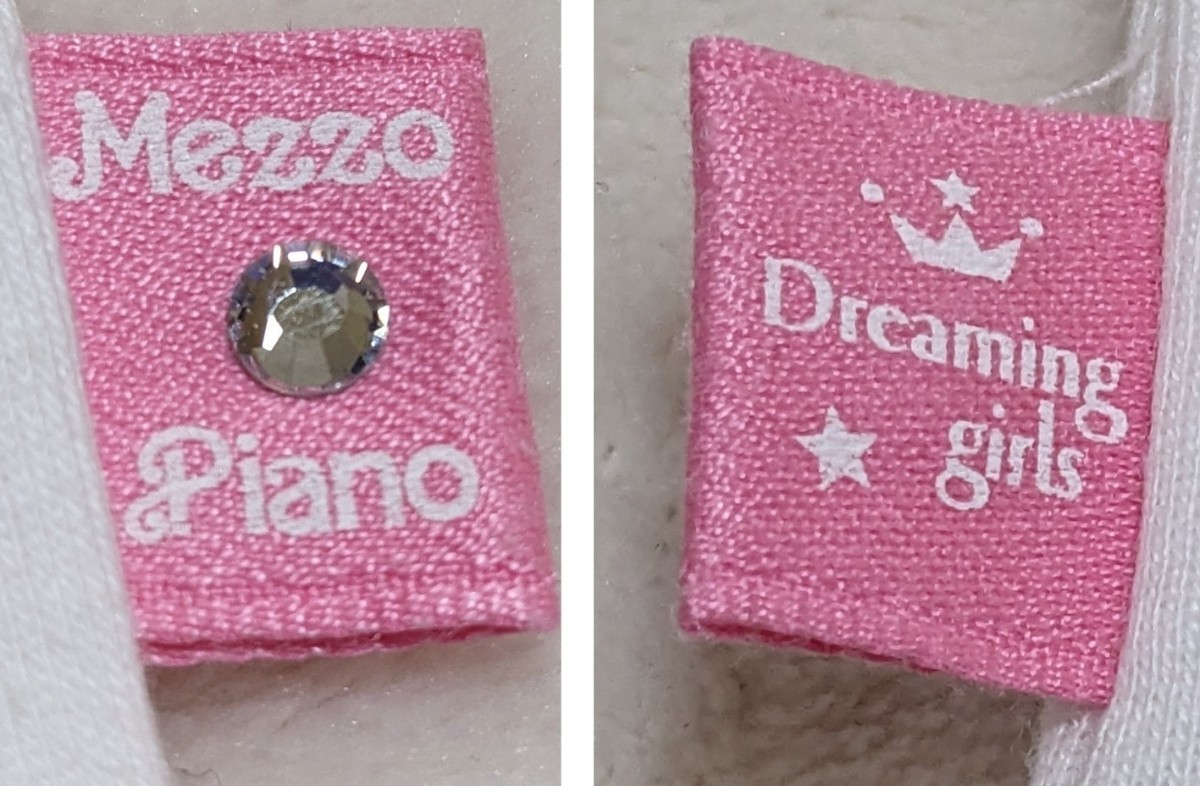 Mezzo
Piano
Dreaming
girls